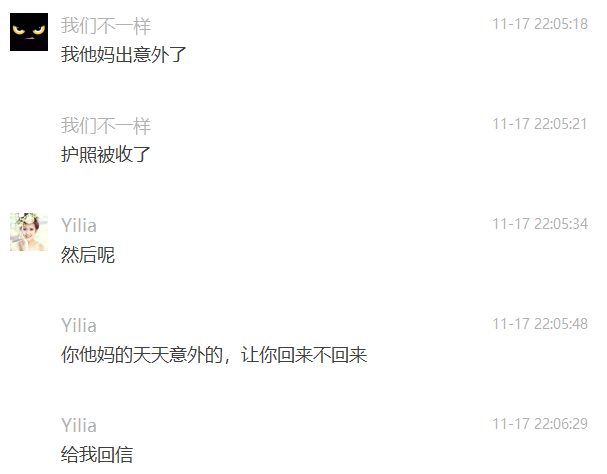 我们不一样 11-17 22:05:18
我他妈出意外了
我们不一样 11-17 22:05:21
护照被收了
Yilia 11-17 22:05:34
然后呢
Yilia 11-17 22:05:48
你他妈的天天意外的，让你回来不回来
Yilia 11-17 22:06:29
给我回信